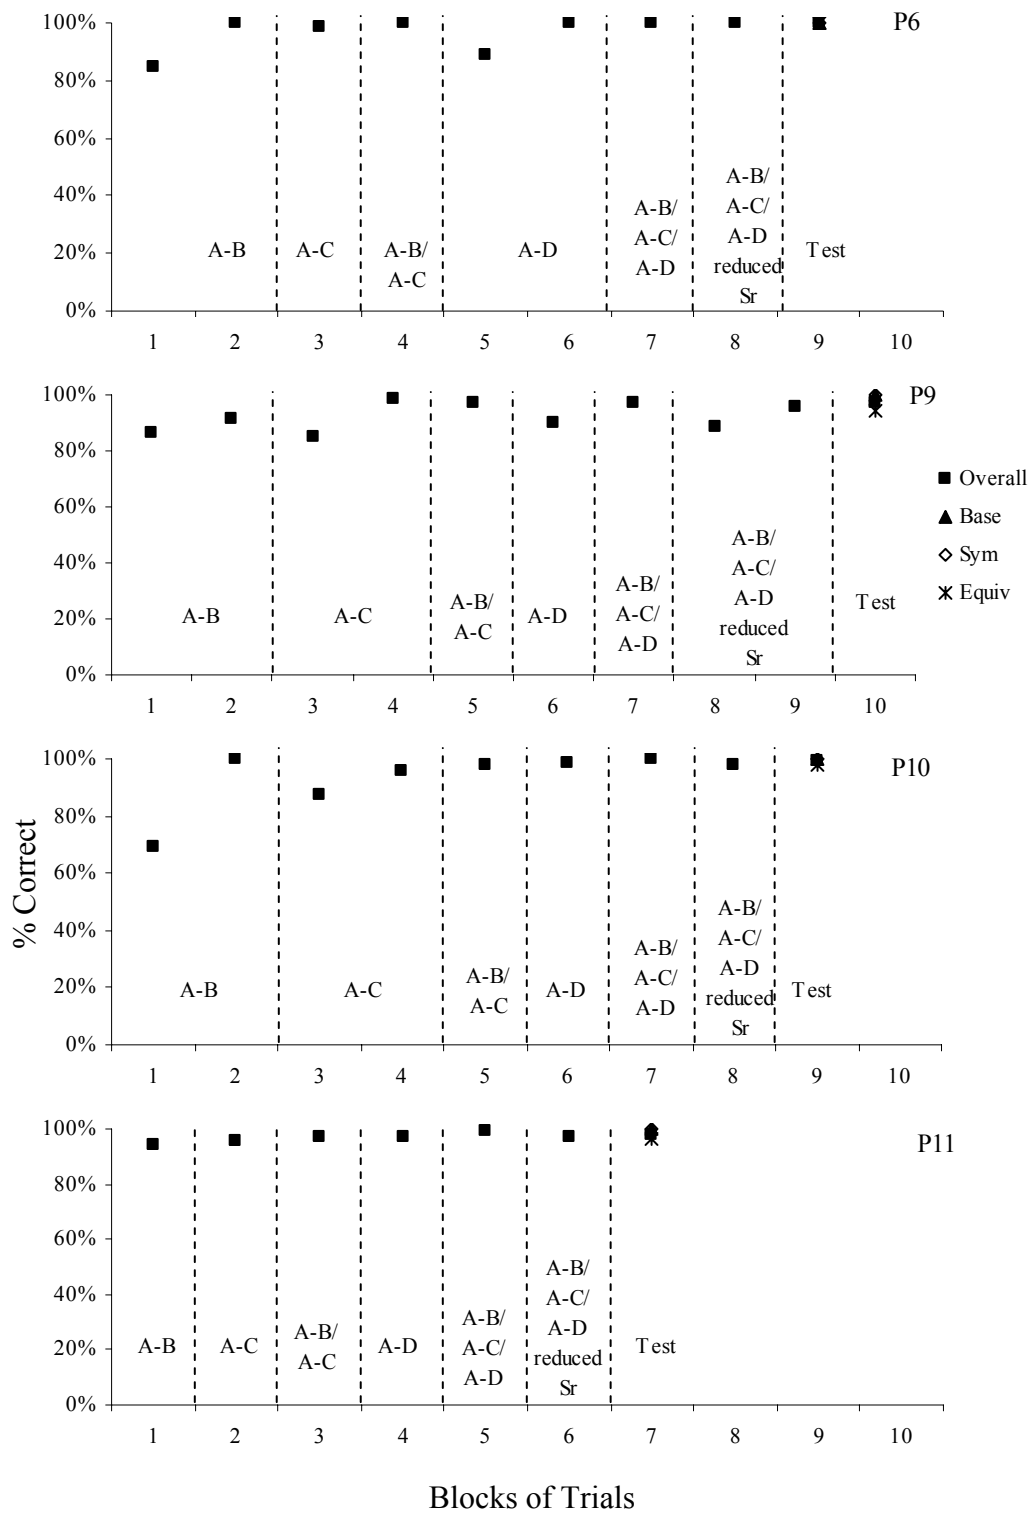 P6
100%
80%
60%
40%
20%
0%
A-B
A-C
A-B/
A-C
A-D
A-B/
A-C/
A-D
A-B/
A-C/
A-D
reduced
Sr
Test
1 2 3 4 5 6 7 8 9 10
P9
100%
80%
60%
40%
20%
0%
A-B
A-C
A-B/
A-C
A-D
A-B/
A-C/
A-D
A-B/
A-C/
A-D
reduced
Sr
Test
1 2 3 4 5 6 7 8 9 10
Overall
Base
Sym
Equiv
P10
100%
80%
60%
40%
20%
0%
% Correct
A-B
A-C
A-B/
A-C
A-D
A-B/
A-C/
A-D
A-B/
A-C/
A-D
reduced
Sr
Test
1 2 3 4 5 6 7 8 9 10
P11
100%
80%
60%
40%
20%
0%
A-B
A-C
A-B/
A-C
A-D
A-B/
A-C/
A-D
A-B/
A-C/
A-D
reduced
Sr
Test
1 2 3 4 5 6 7 8 9 10
Blocks of Trials